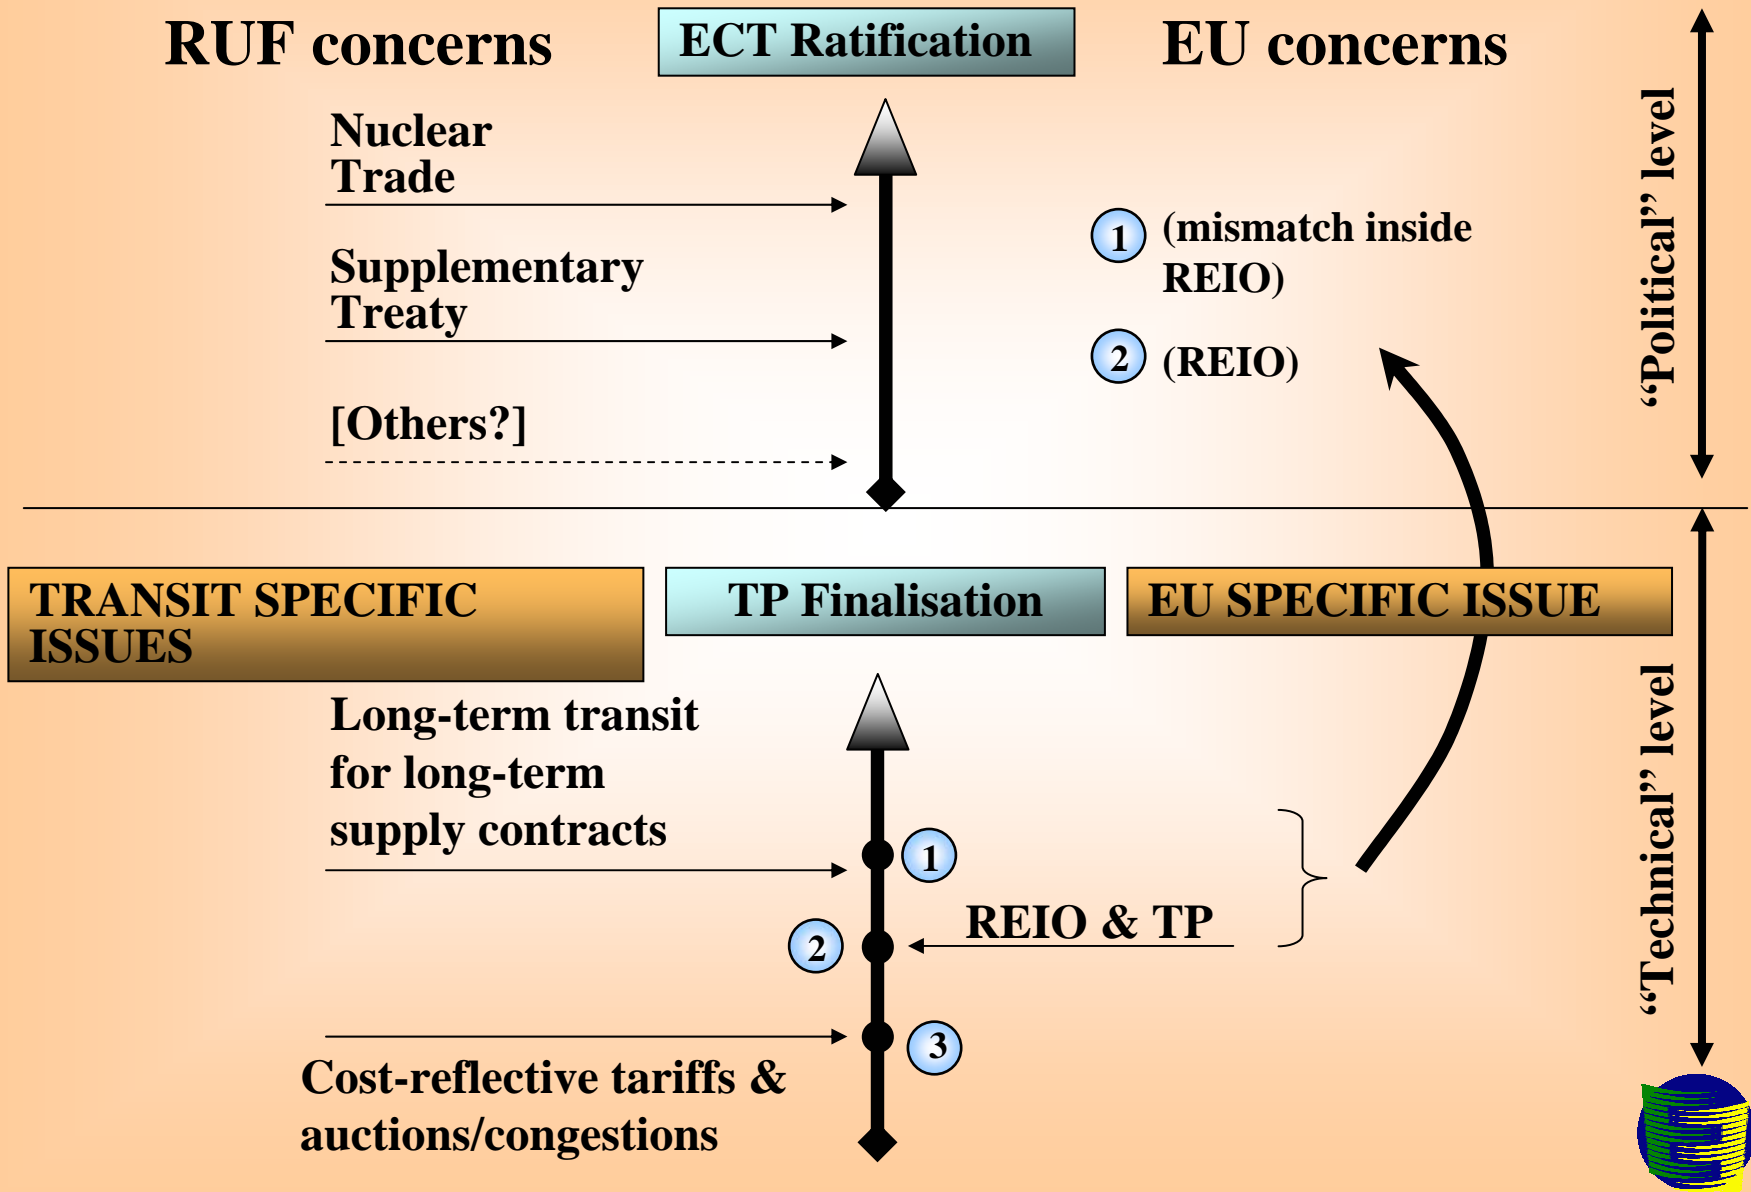 RUF concerns
ECT Ratification
EU concerns
Nuclear
Trade
Supplementary
Treaty
[Others?]
1 (mismatch inside
REIO)
2 (REIO)
“Political” level
TRANSIT SPECIFIC
ISSUES
TP Finalisation
EU SPECIFIC ISSUE
Long-term transit
for long-term
supply contracts
1
2
REIO & TP
3
Cost-reflective tariffs &
auctions/congestions
“Technical” level